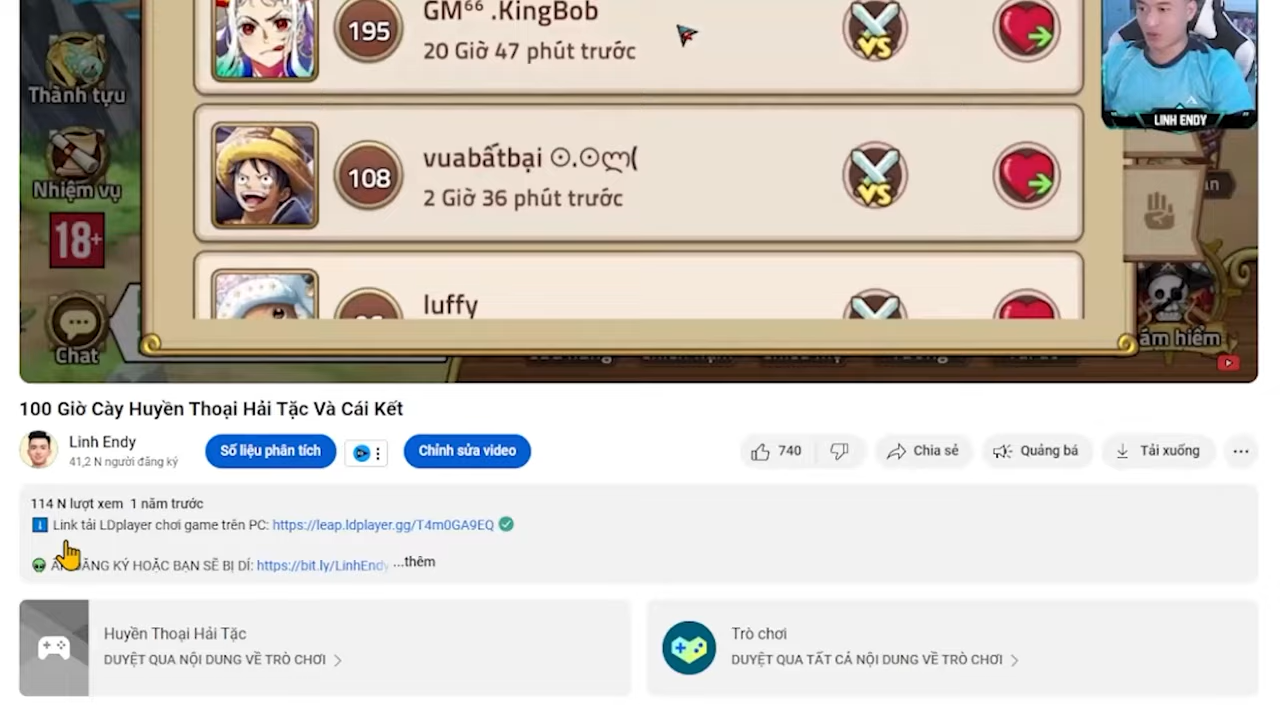 GM⁶⁶ .KingBob
195
20 Giờ 47 phút trước
VS
Thành tựu
LINH ENDY
vuabấtbại ʘ.ʘლ(
108
2 Giờ 36 phút trước
VS
Nhiệm vụ
18+
luffy
Chat
ám hiểm
100 Giờ Cày Huyền Thoại Hải Tặc Và Cái Kết
Linh Endy
41,2 N người đăng ký
Số liệu phân tích
Chỉnh sửa video
740
Chia sẻ
Quảng bá
Tải xuống
114 N lượt xem 1 năm trước
Link tải LDplayer chơi game trên PC: https://leap.ldplayer.gg/T4m0GA9EQ
ĂNG KÝ HOẶC BẠN SẼ BỊ DÍ: https://bit.ly/LinhEndy ...thêm
Huyền Thoại Hải Tặc
DUYỆT QUA NỘI DUNG VỀ TRÒ CHƠI
Trò chơi
DUYỆT QUA TẤT CẢ NỘI DUNG VỀ TRÒ CHƠI